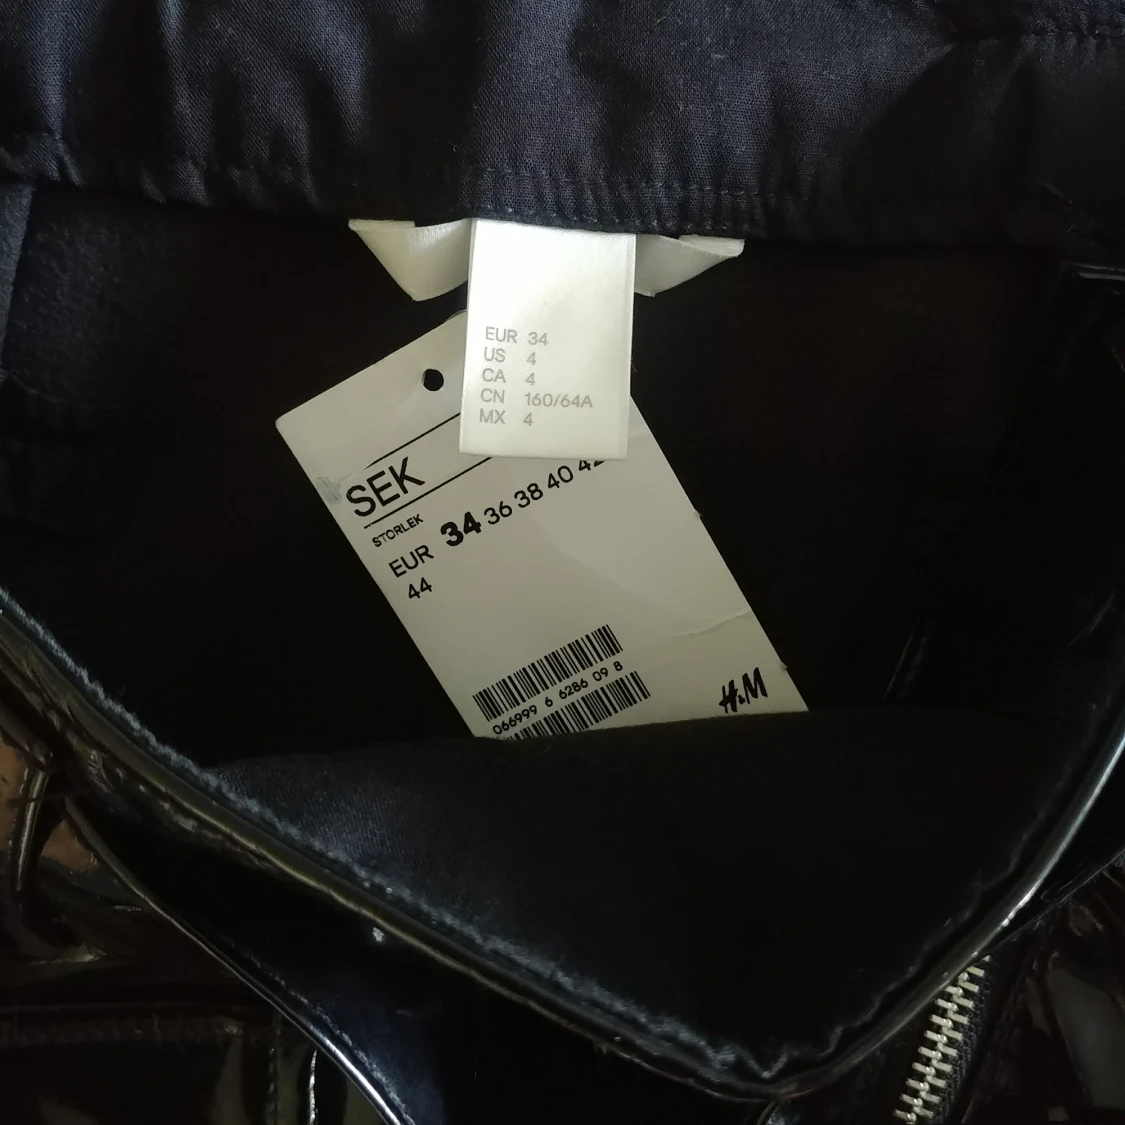 EUR 34
US 4
CA 4
CN 160/64A
MX 4
SEK
STORLEK
EUR 34 36 38 40 42
44
066999 6 6286 09 8
H&M